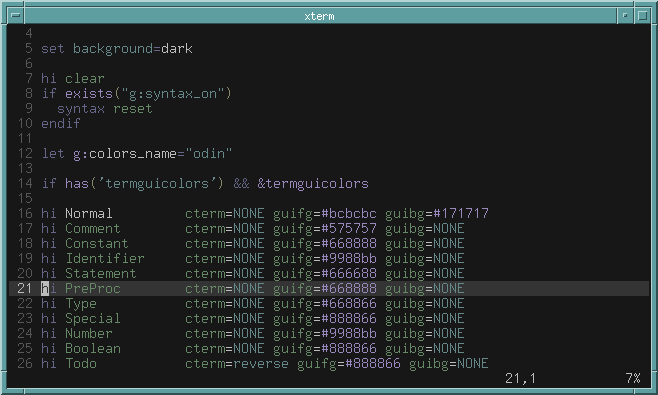 xterm
4
5 set background=dark
6
7 hi clear
8 if exists("g:syntax_on")
9   syntax reset
10 endif
11
12 let g:colors_name="odin"
13
14 if has('termguicolors') && &termguicolors
15
16 hi Normal         cterm=NONE guifg=#bcbcbc guibg=#171717
17 hi Comment        cterm=NONE guifg=#575757 guibg=NONE
18 hi Constant       cterm=NONE guifg=#668888 guibg=NONE
19 hi Identifier     cterm=NONE guifg=#9988bb guibg=NONE
20 hi Statement      cterm=NONE guifg=#666688 guibg=NONE
21 hi PreProc        cterm=NONE guifg=#668888 guibg=NONE
22 hi Type           cterm=NONE guifg=#668866 guibg=NONE
23 hi Special        cterm=NONE guifg=#888866 guibg=NONE
24 hi Number         cterm=NONE guifg=#9988bb guibg=NONE
25 hi Boolean        cterm=NONE guifg=#888866 guibg=NONE
26 hi Todo           cterm=reverse guifg=#888866 guibg=NONE
21,1 7%